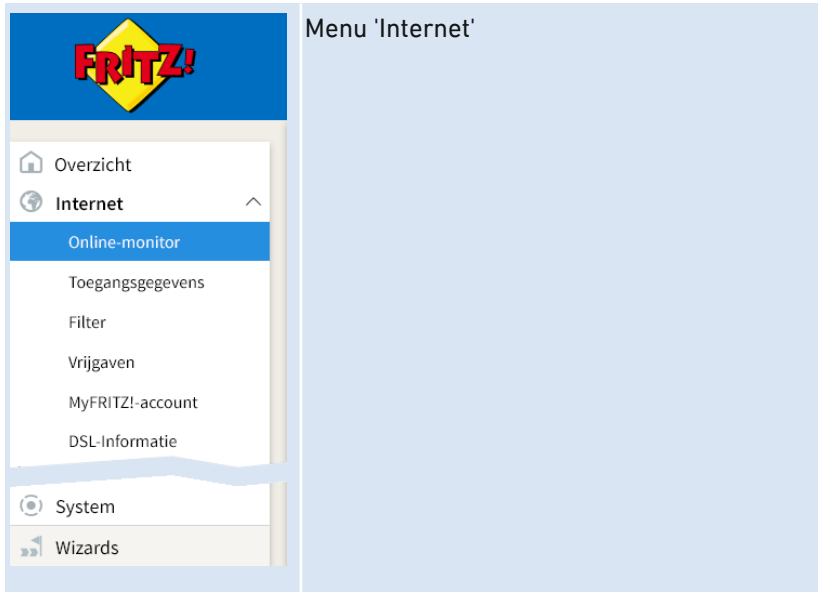 FRITZ!
Menu 'Internet'
Overzicht
Internet
Online-monitor
Toegangsgegevens
Filter
Vrijgaven
MyFRITZ!-account
DSL-Informatie
System
Wizards